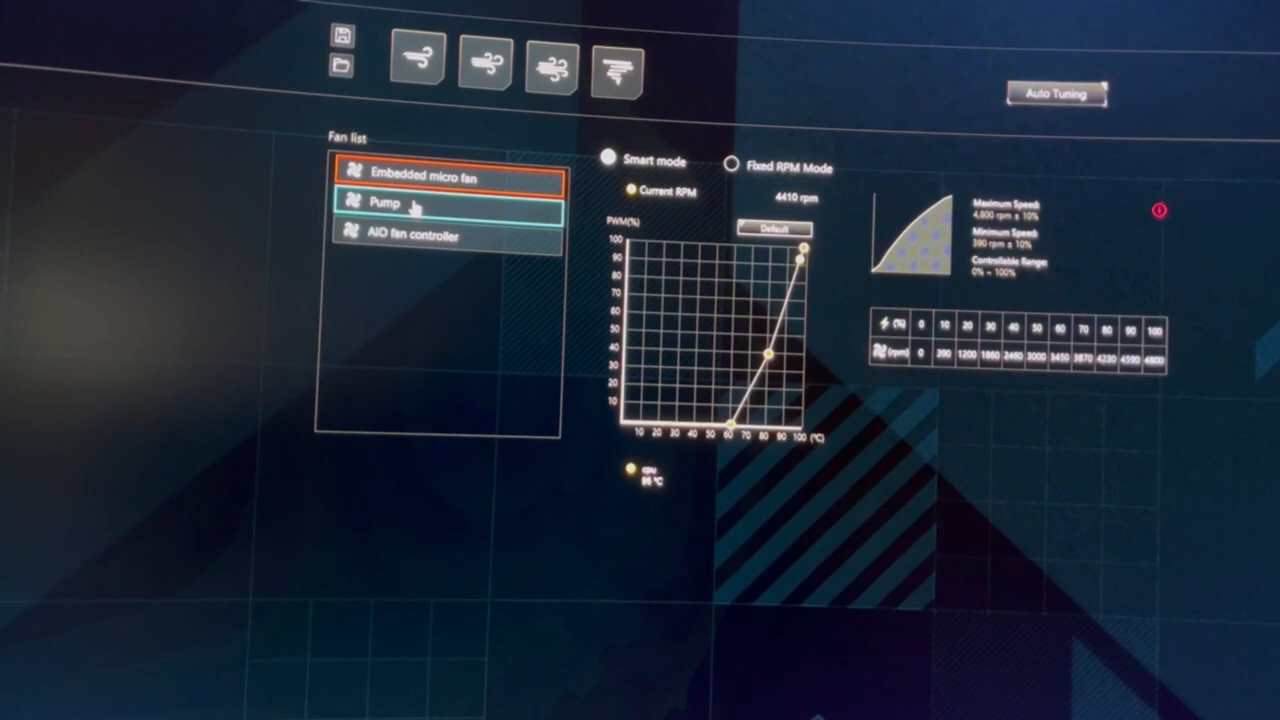 Auto Tuning
Fan list
Embedded micro fan
Pump
AIO fan controller
Smart mode
Fixed RPM Mode
Current RPM
4410 rpm
PWM(%)
Default
100
90
80
70
60
50
40
30
20
10
10 20 30 40 50 60 70 80 90 100 (°C)
cpu
Maximum Speed:
4,800 rpm ± 10%
Minimum Speed:
390 rpm ± 10%
Controllable Range:
0% ~ 100%
(%) 0 10 20 30 40 50 60 70 80 90 100
(rpm) 0 390 1200 1860 2460 3000 3450 3870 4230 4590 4800